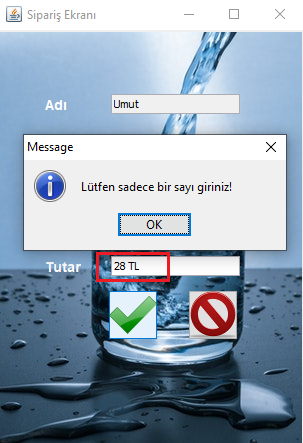 Sipariş Ekranı
Adı
Umut
Message
Lütfen sadece bir sayı giriniz!
OK
Tutar
28 TL